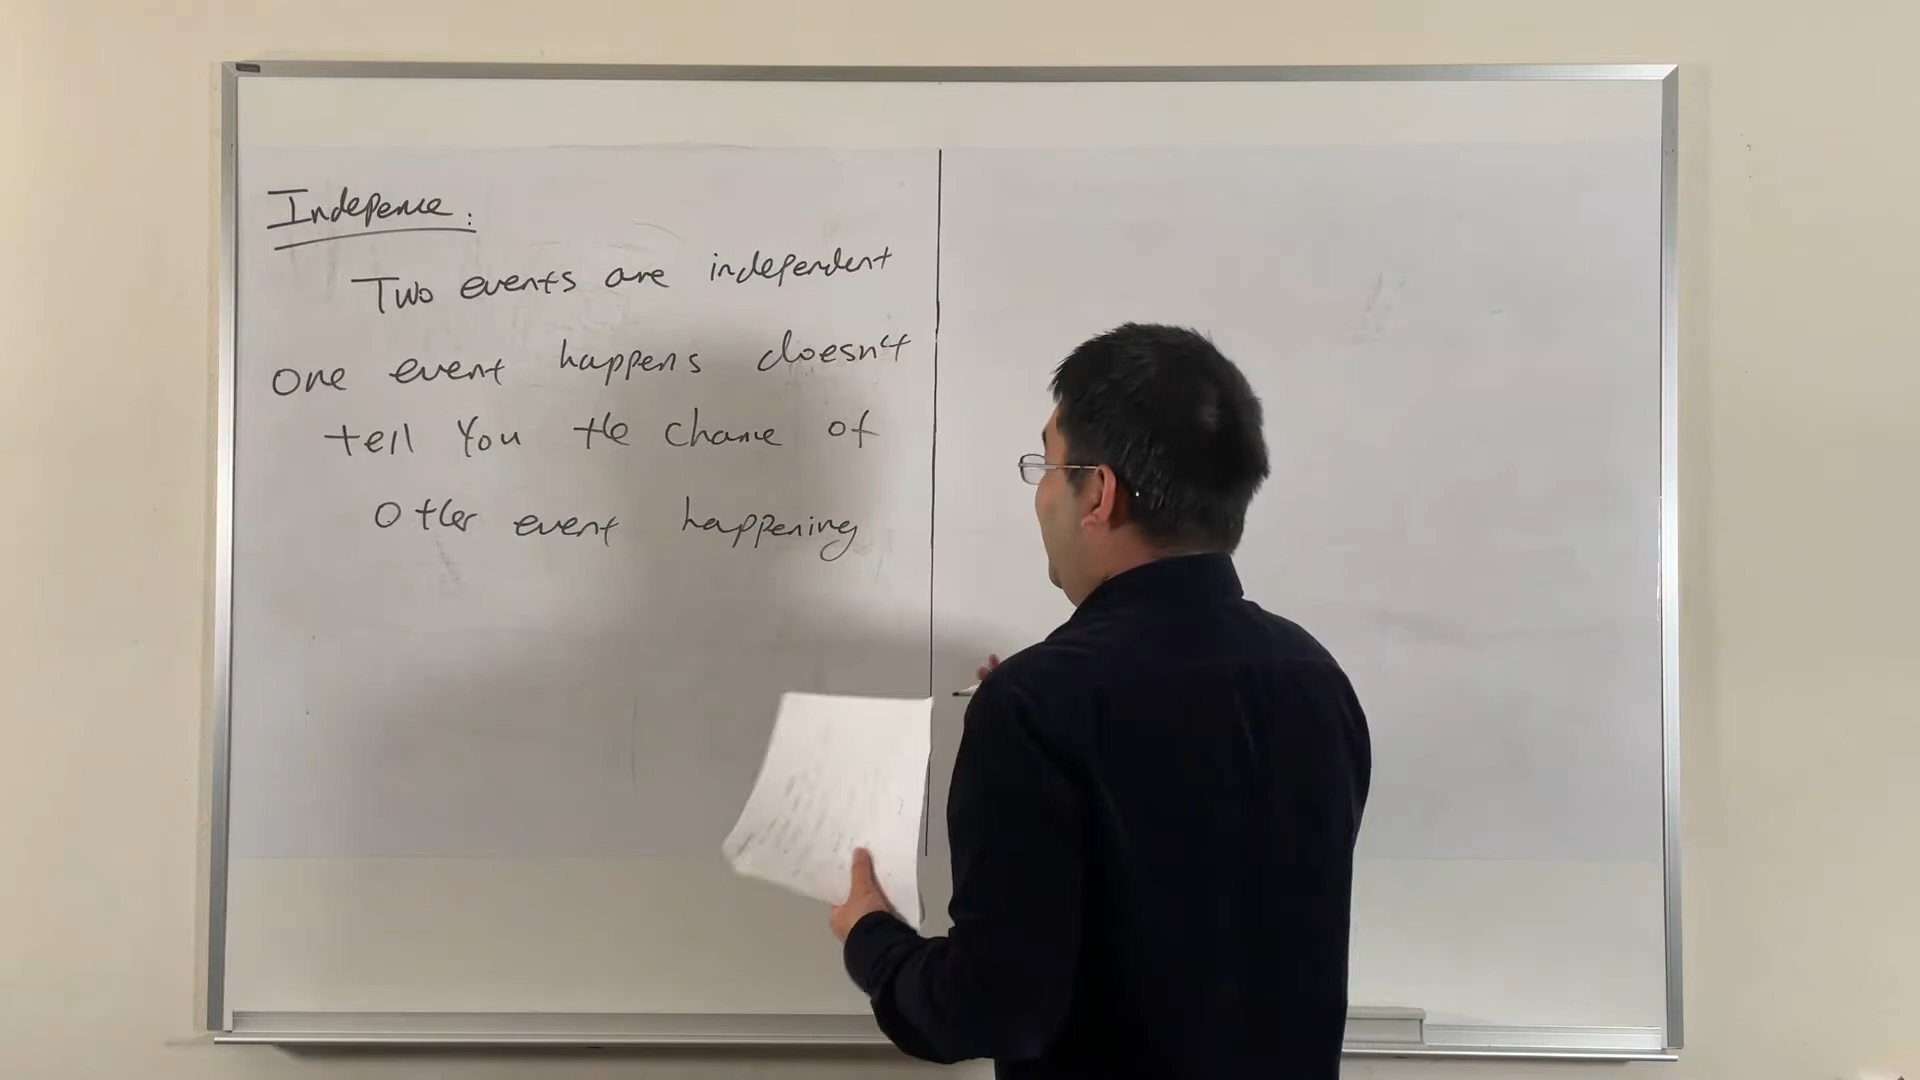 Indepence:
Two events are independent
one event happens doesn't
tell you the chance of
other event happening